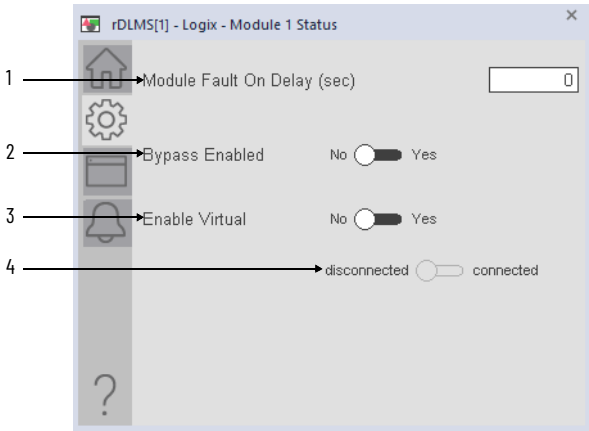 rDLMS[1] - Logix - Module 1 Status
1 Module Fault On Delay (sec) 0
2 Bypass Enabled No Yes
3 Enable Virtual No Yes
4 disconnected connected
?